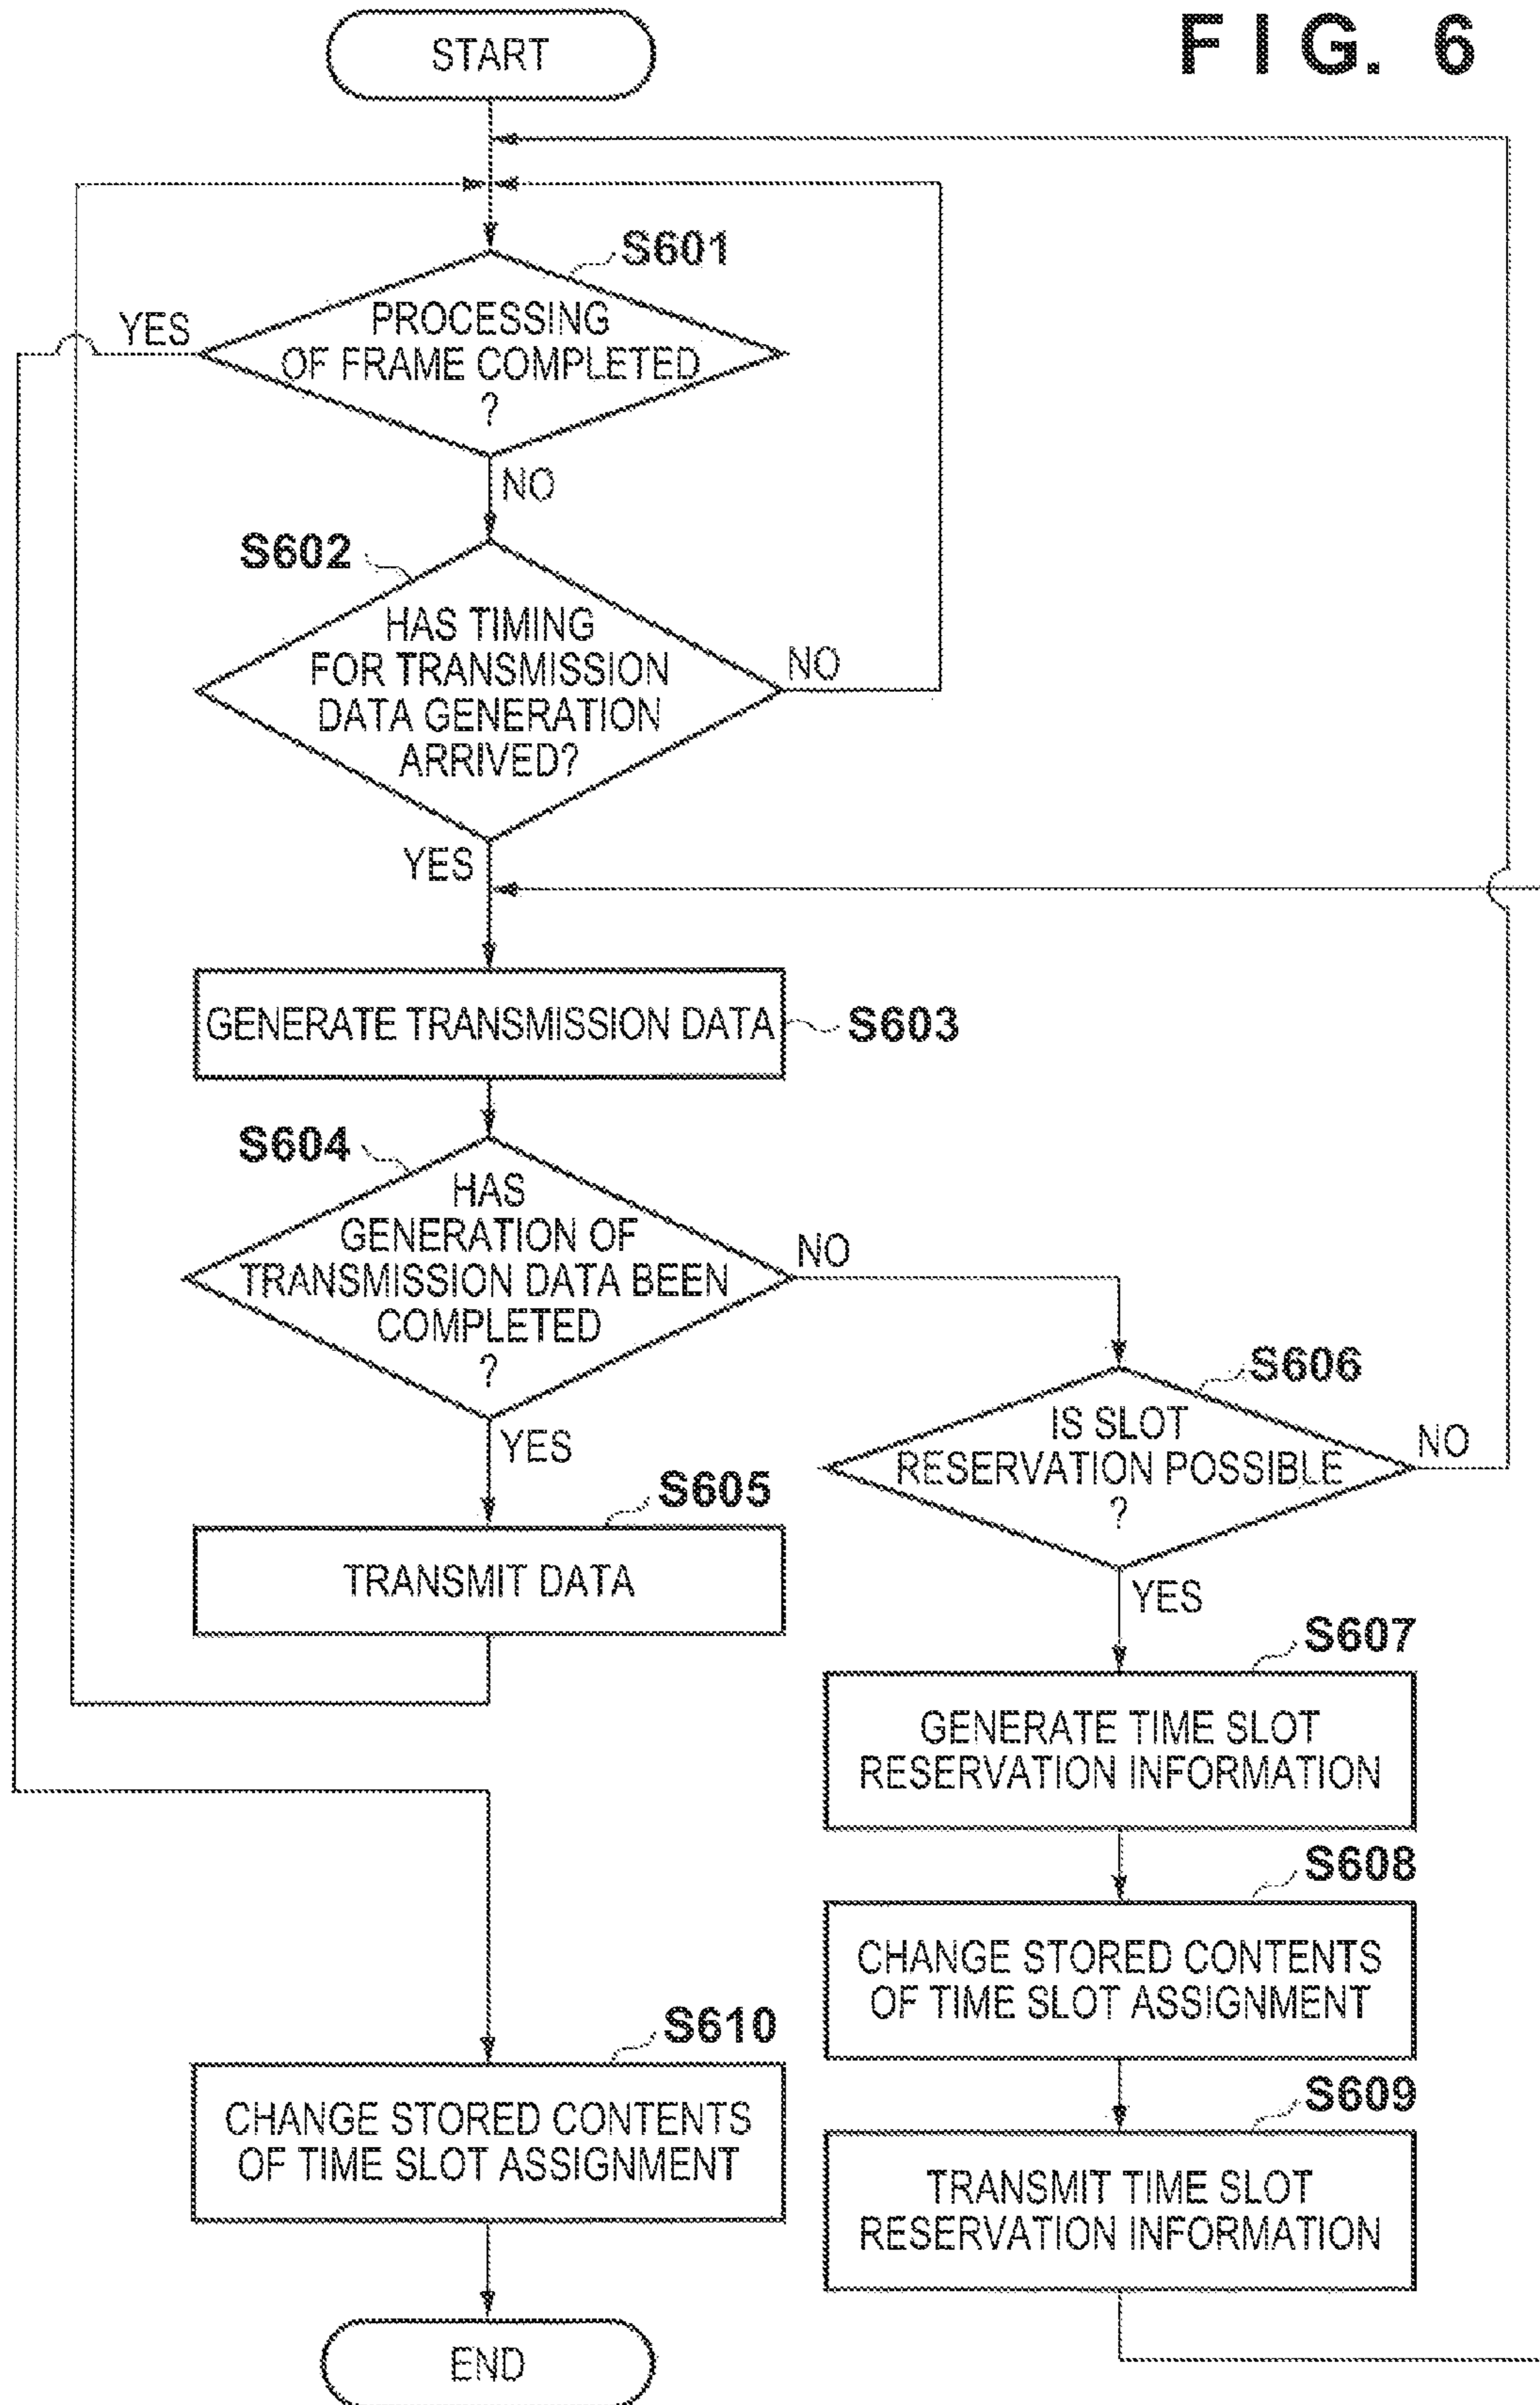 FIG. 6
START
S601
YES
PROCESSING
OF FRAME COMPLETED
?
NO
S602
HAS TIMING
FOR TRANSMISSION
DATA GENERATION
ARRIVED?
NO
YES
GENERATE TRANSMISSION DATA
S603
S604
HAS
GENERATION OF
TRANSMISSION DATA BEEN
COMPLETED
?
NO
YES
S605
TRANSMIT DATA
S606
IS SLOT
RESERVATION POSSIBLE
?
NO
YES
S607
GENERATE TIME SLOT
RESERVATION INFORMATION
S608
CHANGE STORED CONTENTS
OF TIME SLOT ASSIGNMENT
S609
TRANSMIT TIME SLOT
RESERVATION INFORMATION
S610
CHANGE STORED CONTENTS
OF TIME SLOT ASSIGNMENT
END